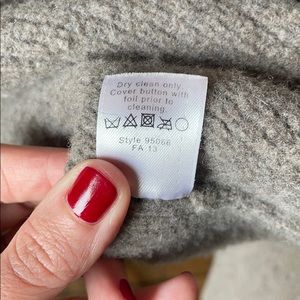 Dry clean only
Cover button with
foil prior to
cleaning
Style 95066
FA 13